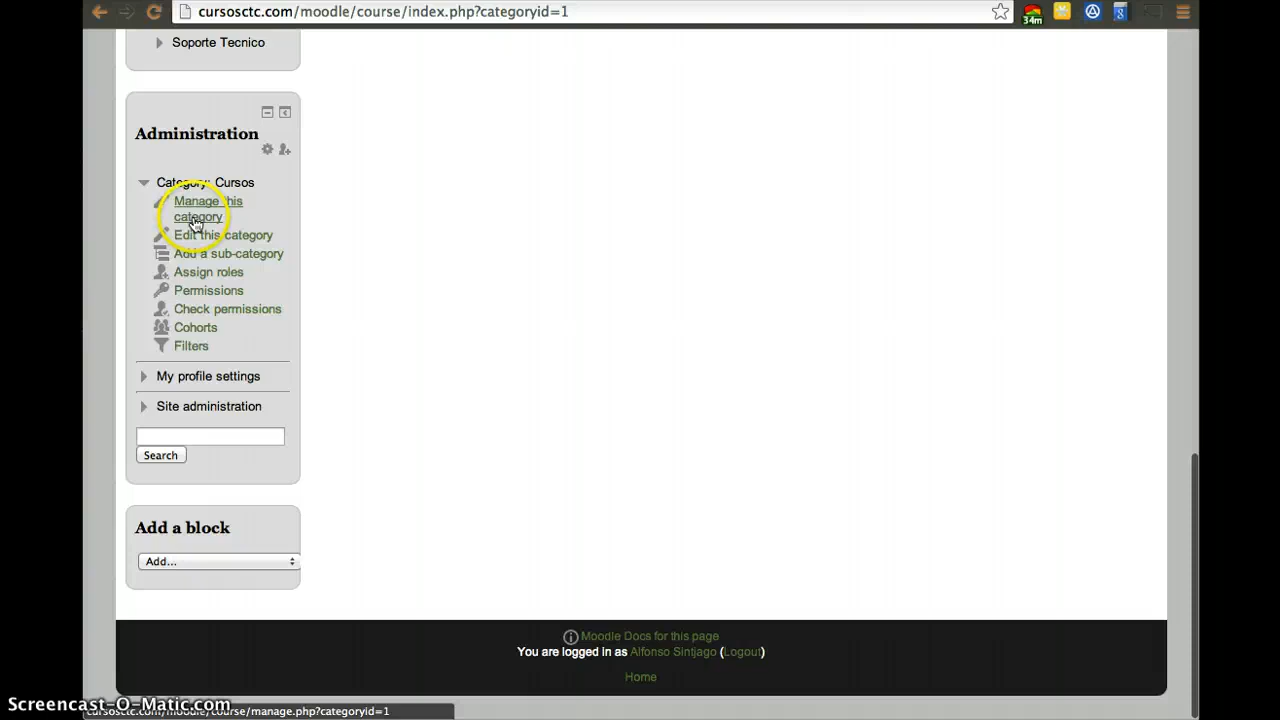 cursosctc.com/moodle/course/index.php?categoryid=1
34m
Soporte Tecnico
Administration
Category: Cursos
Manage this
category
Edit this category
Add a sub-category
Assign roles
Permissions
Check permissions
Cohorts
Filters
My profile settings
Site administration
Search
Add a block
Add...
Moodle Docs for this page
You are logged in as Alfonso Sintjago (Logout)
Home
Screencast-O-Matic.com
cursosctc.com/moodle/course/manage.php?categoryid=1